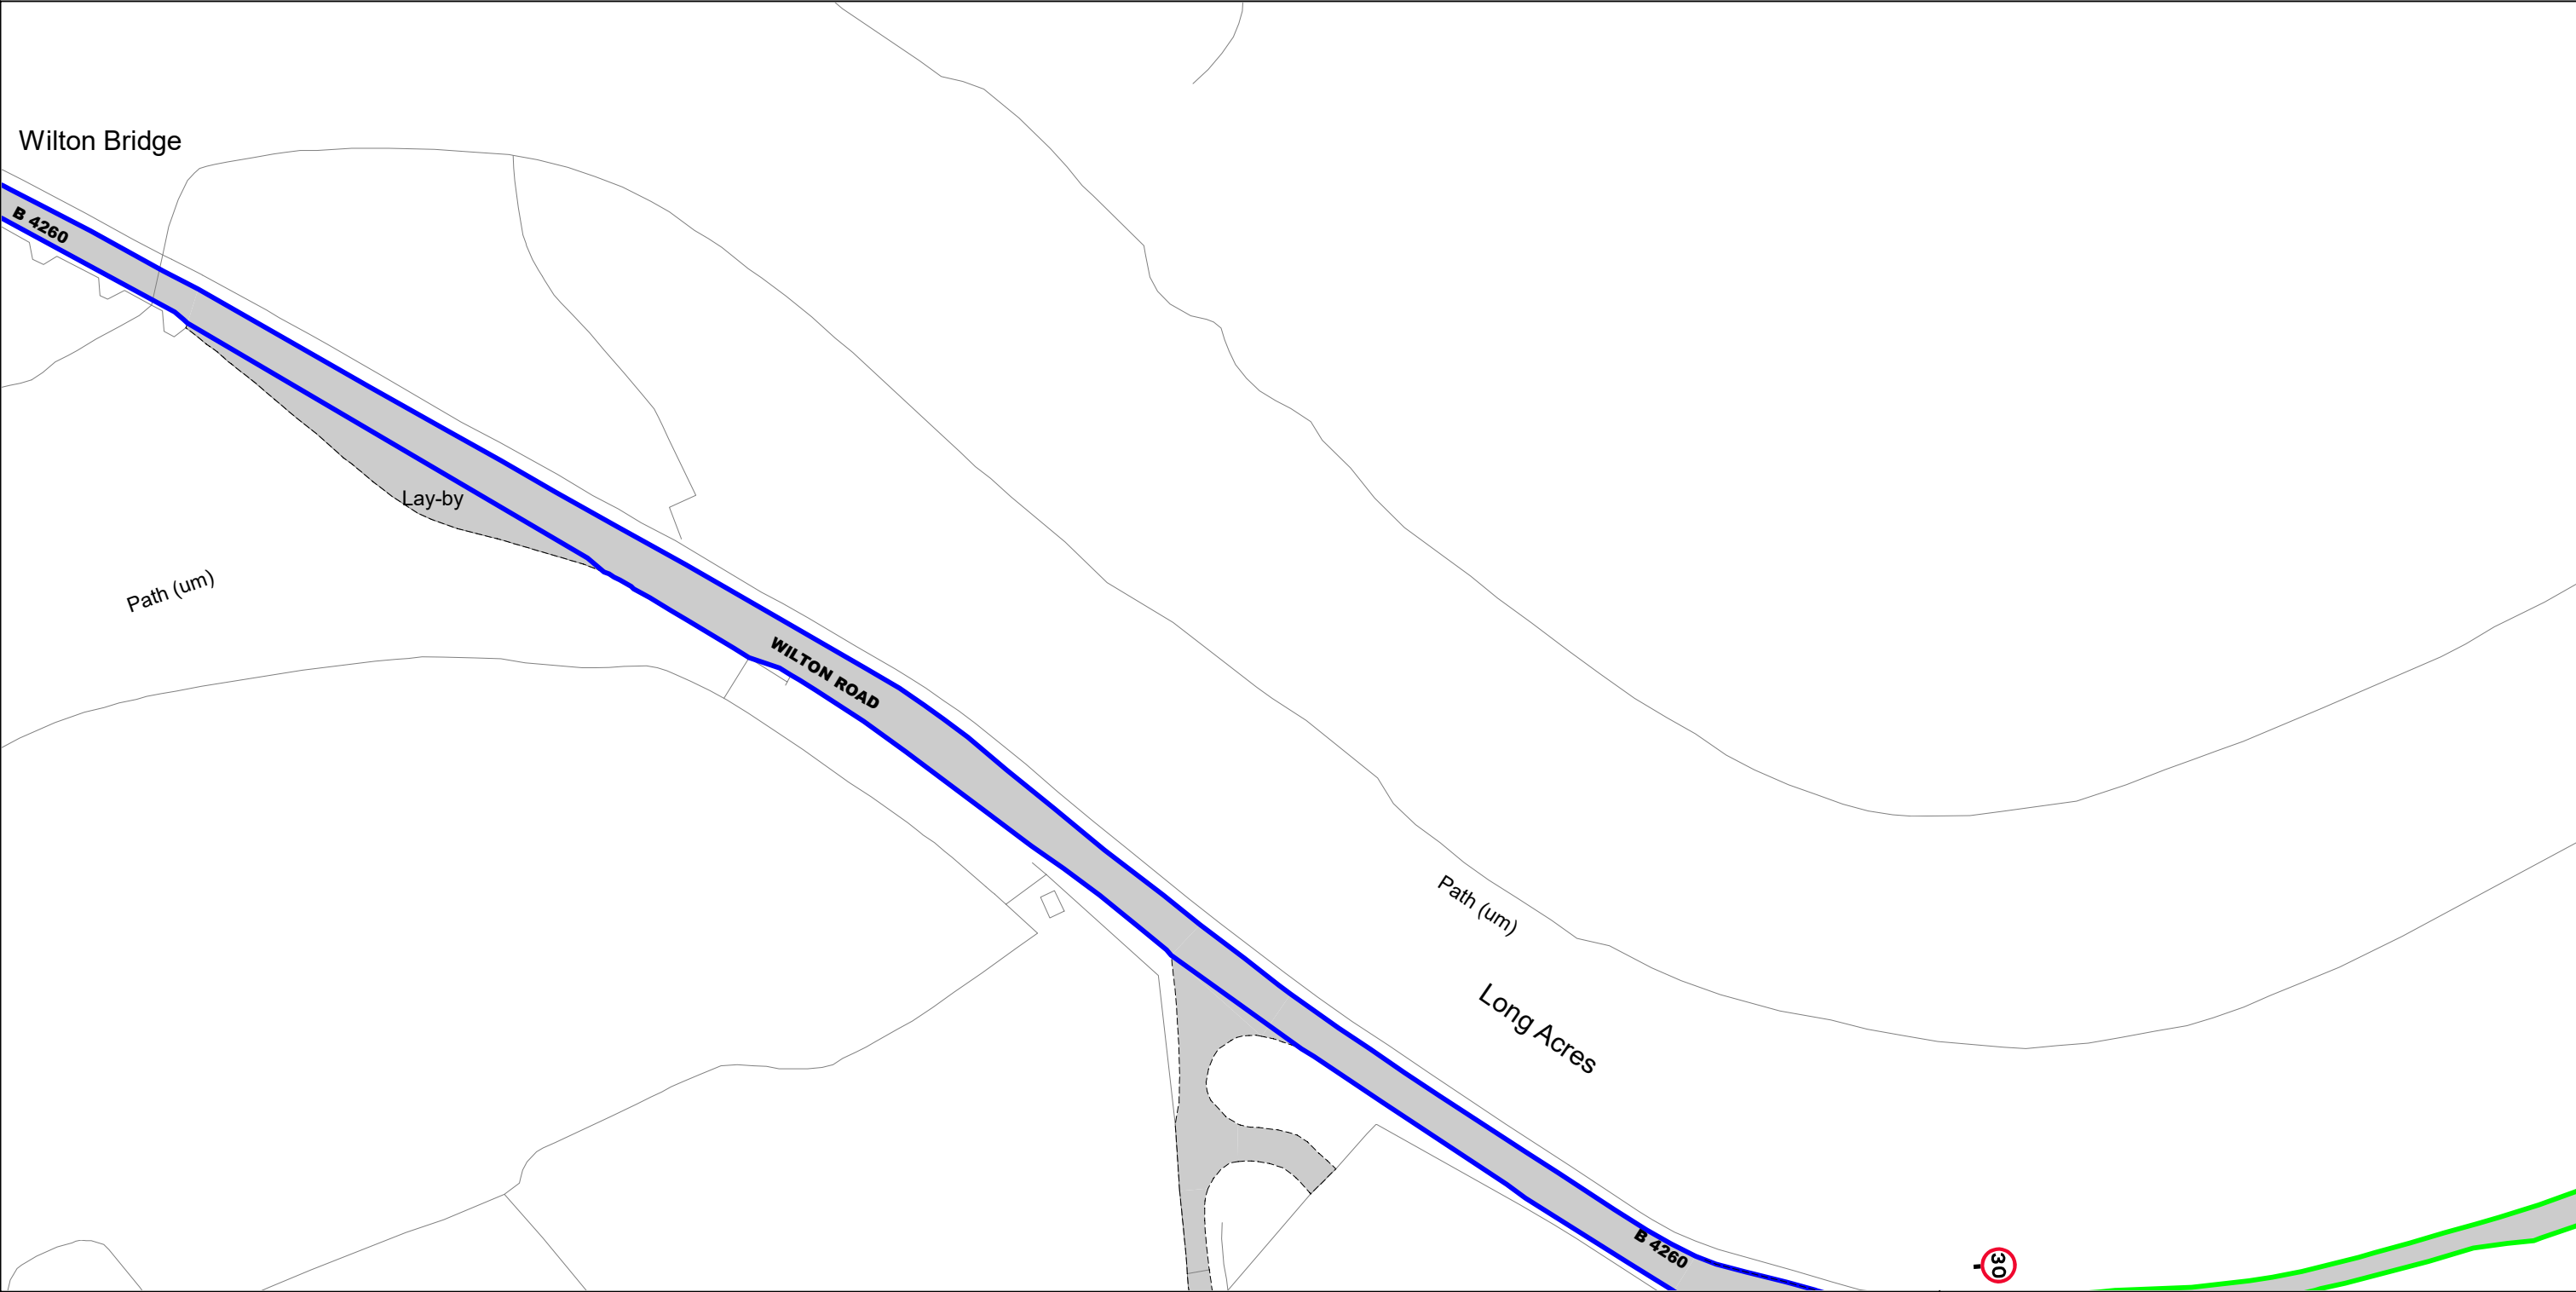 Wilton Bridge
B 4260
Lay-by
Path (um)
WILTON ROAD
Path (um)
Long Acres
B 4260
30